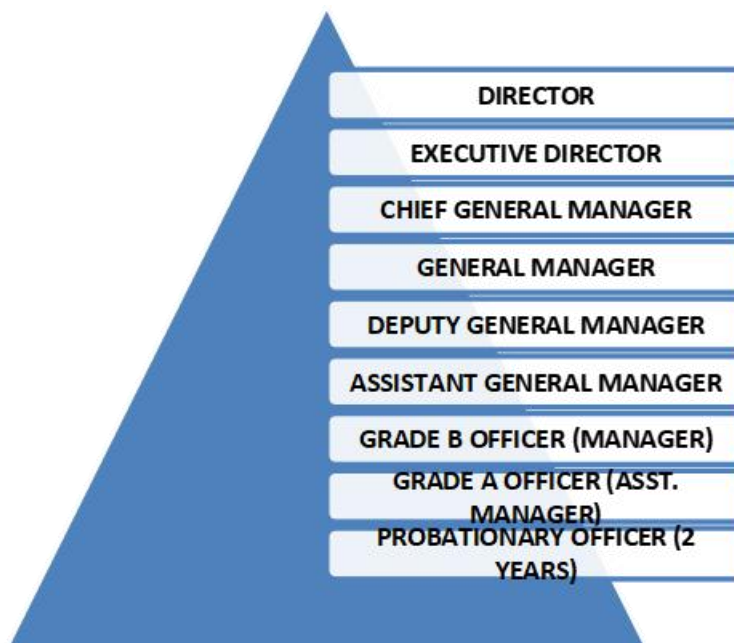 DIRECTOR
EXECUTIVE DIRECTOR
CHIEF GENERAL MANAGER
GENERAL MANAGER
DEPUTY GENERAL MANAGER
ASSISTANT GENERAL MANAGER
GRADE B OFFICER (MANAGER)
GRADE A OFFICER (ASST.
MANAGER)
PROBATIONARY OFFICER (2
YEARS)